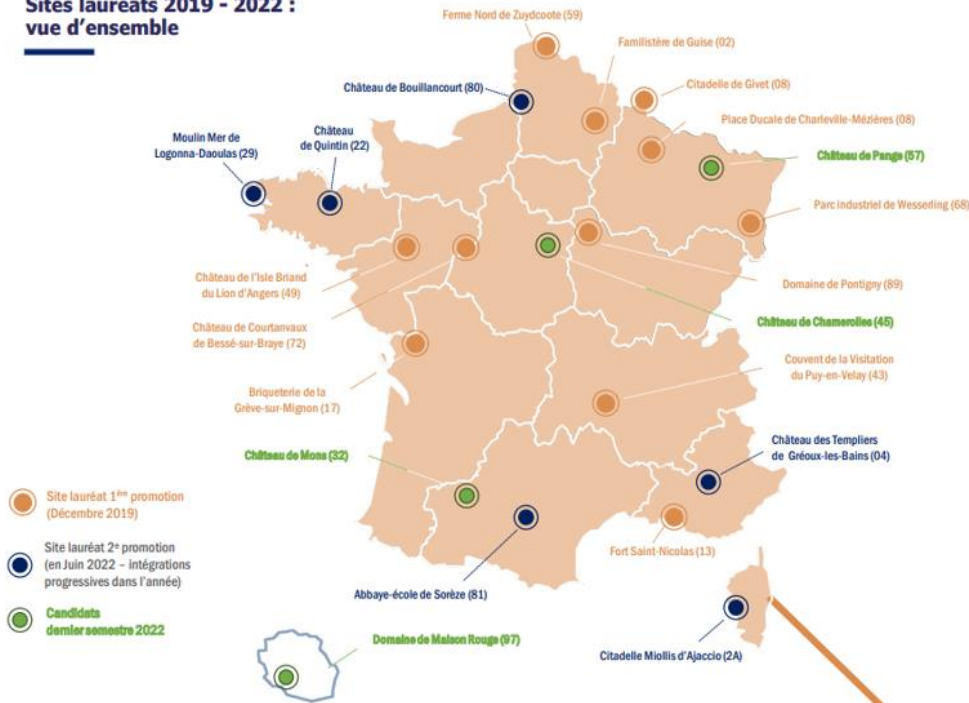 Sites lauréats 2019 - 2022 :
vue d'ensemble
Ferme Nord de Zuydcoote (59)
Familistère de Guise (02)
Château de Bouillancourt (80)
Citadelle de Givet (08)
Place Ducale de Charleville-Mézières (08)
Moulin Mer de
Logonna-Daoulas (29)
Château
de Quintin (22)
Château de Pange (57)
Parc industriel de Wesserling (68)
Château de l'Isle Briand
du Lion d'Angers (49)
Domaine de Pontigny (89)
Château de Courtanvaux
de Bessé-sur-Braye (72)
Château de Chamerolles (45)
Couvent de la Visitation
du Puy-en-Velay (43)
Briqueterie de la
Grève-sur-Mignon (17)
Château de Mons (32)
Château des Templiers
de Gréoux-les-Bains (04)
Site lauréat 1ère promotion
(Décembre 2019)
Site lauréat 2e promotion
(en Juin 2022 – intégrations
progressives dans l'année)
Fort Saint-Nicolas (13)
Abbaye-école de Sorèze (81)
Candidats
dernier semestre 2022
Domaine de Maison Rouge (97)
Citadelle Miollis d'Ajaccio (2A)